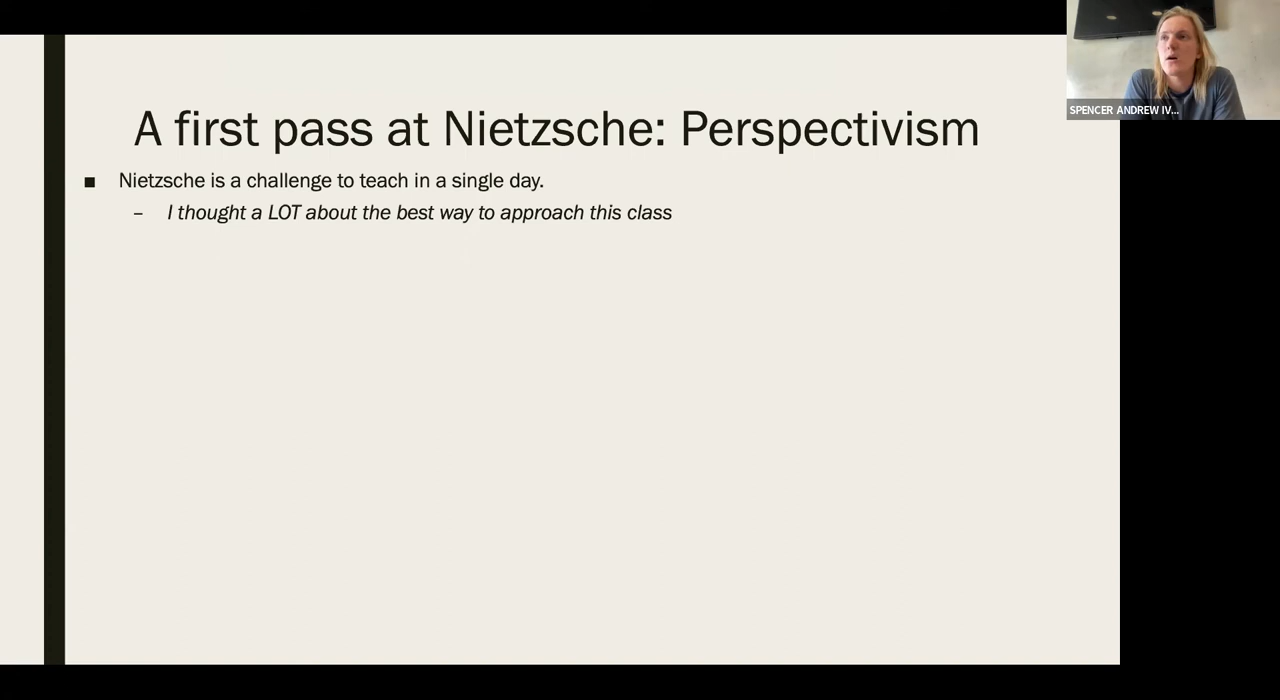 A first pass at Nietzsche: Perspectivism
■ Nietzsche is a challenge to teach in a single day.
– I thought a LOT about the best way to approach this class
SPENCER ANDREW IV...